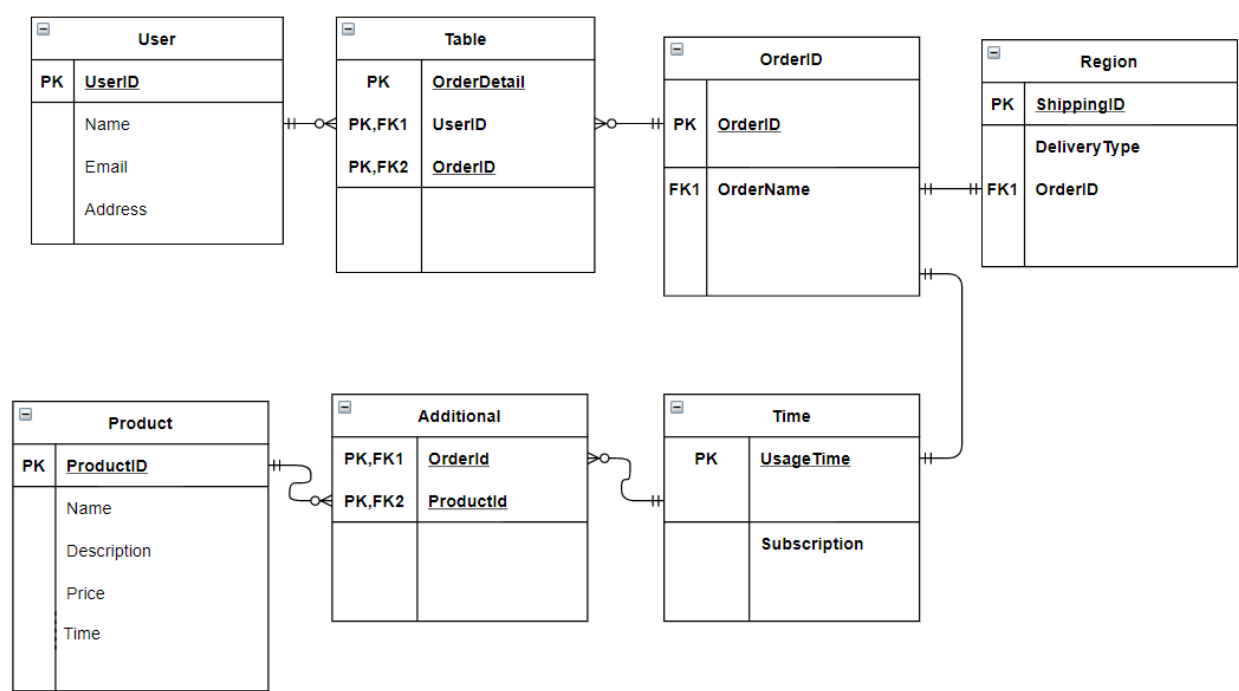 User
PK UserID
Name
Email
Address
Table
PK OrderDetail
PK,FK1 UserID
PK,FK2 OrderID
OrderID
PK OrderID
FK1 OrderName
Region
PK ShippingID
DeliveryType
FK1 OrderID
Product
PK ProductID
Name
Description
Price
Time
Additional
PK,FK1 OrderId
PK,FK2 ProductId
Time
PK UsageTime
Subscription